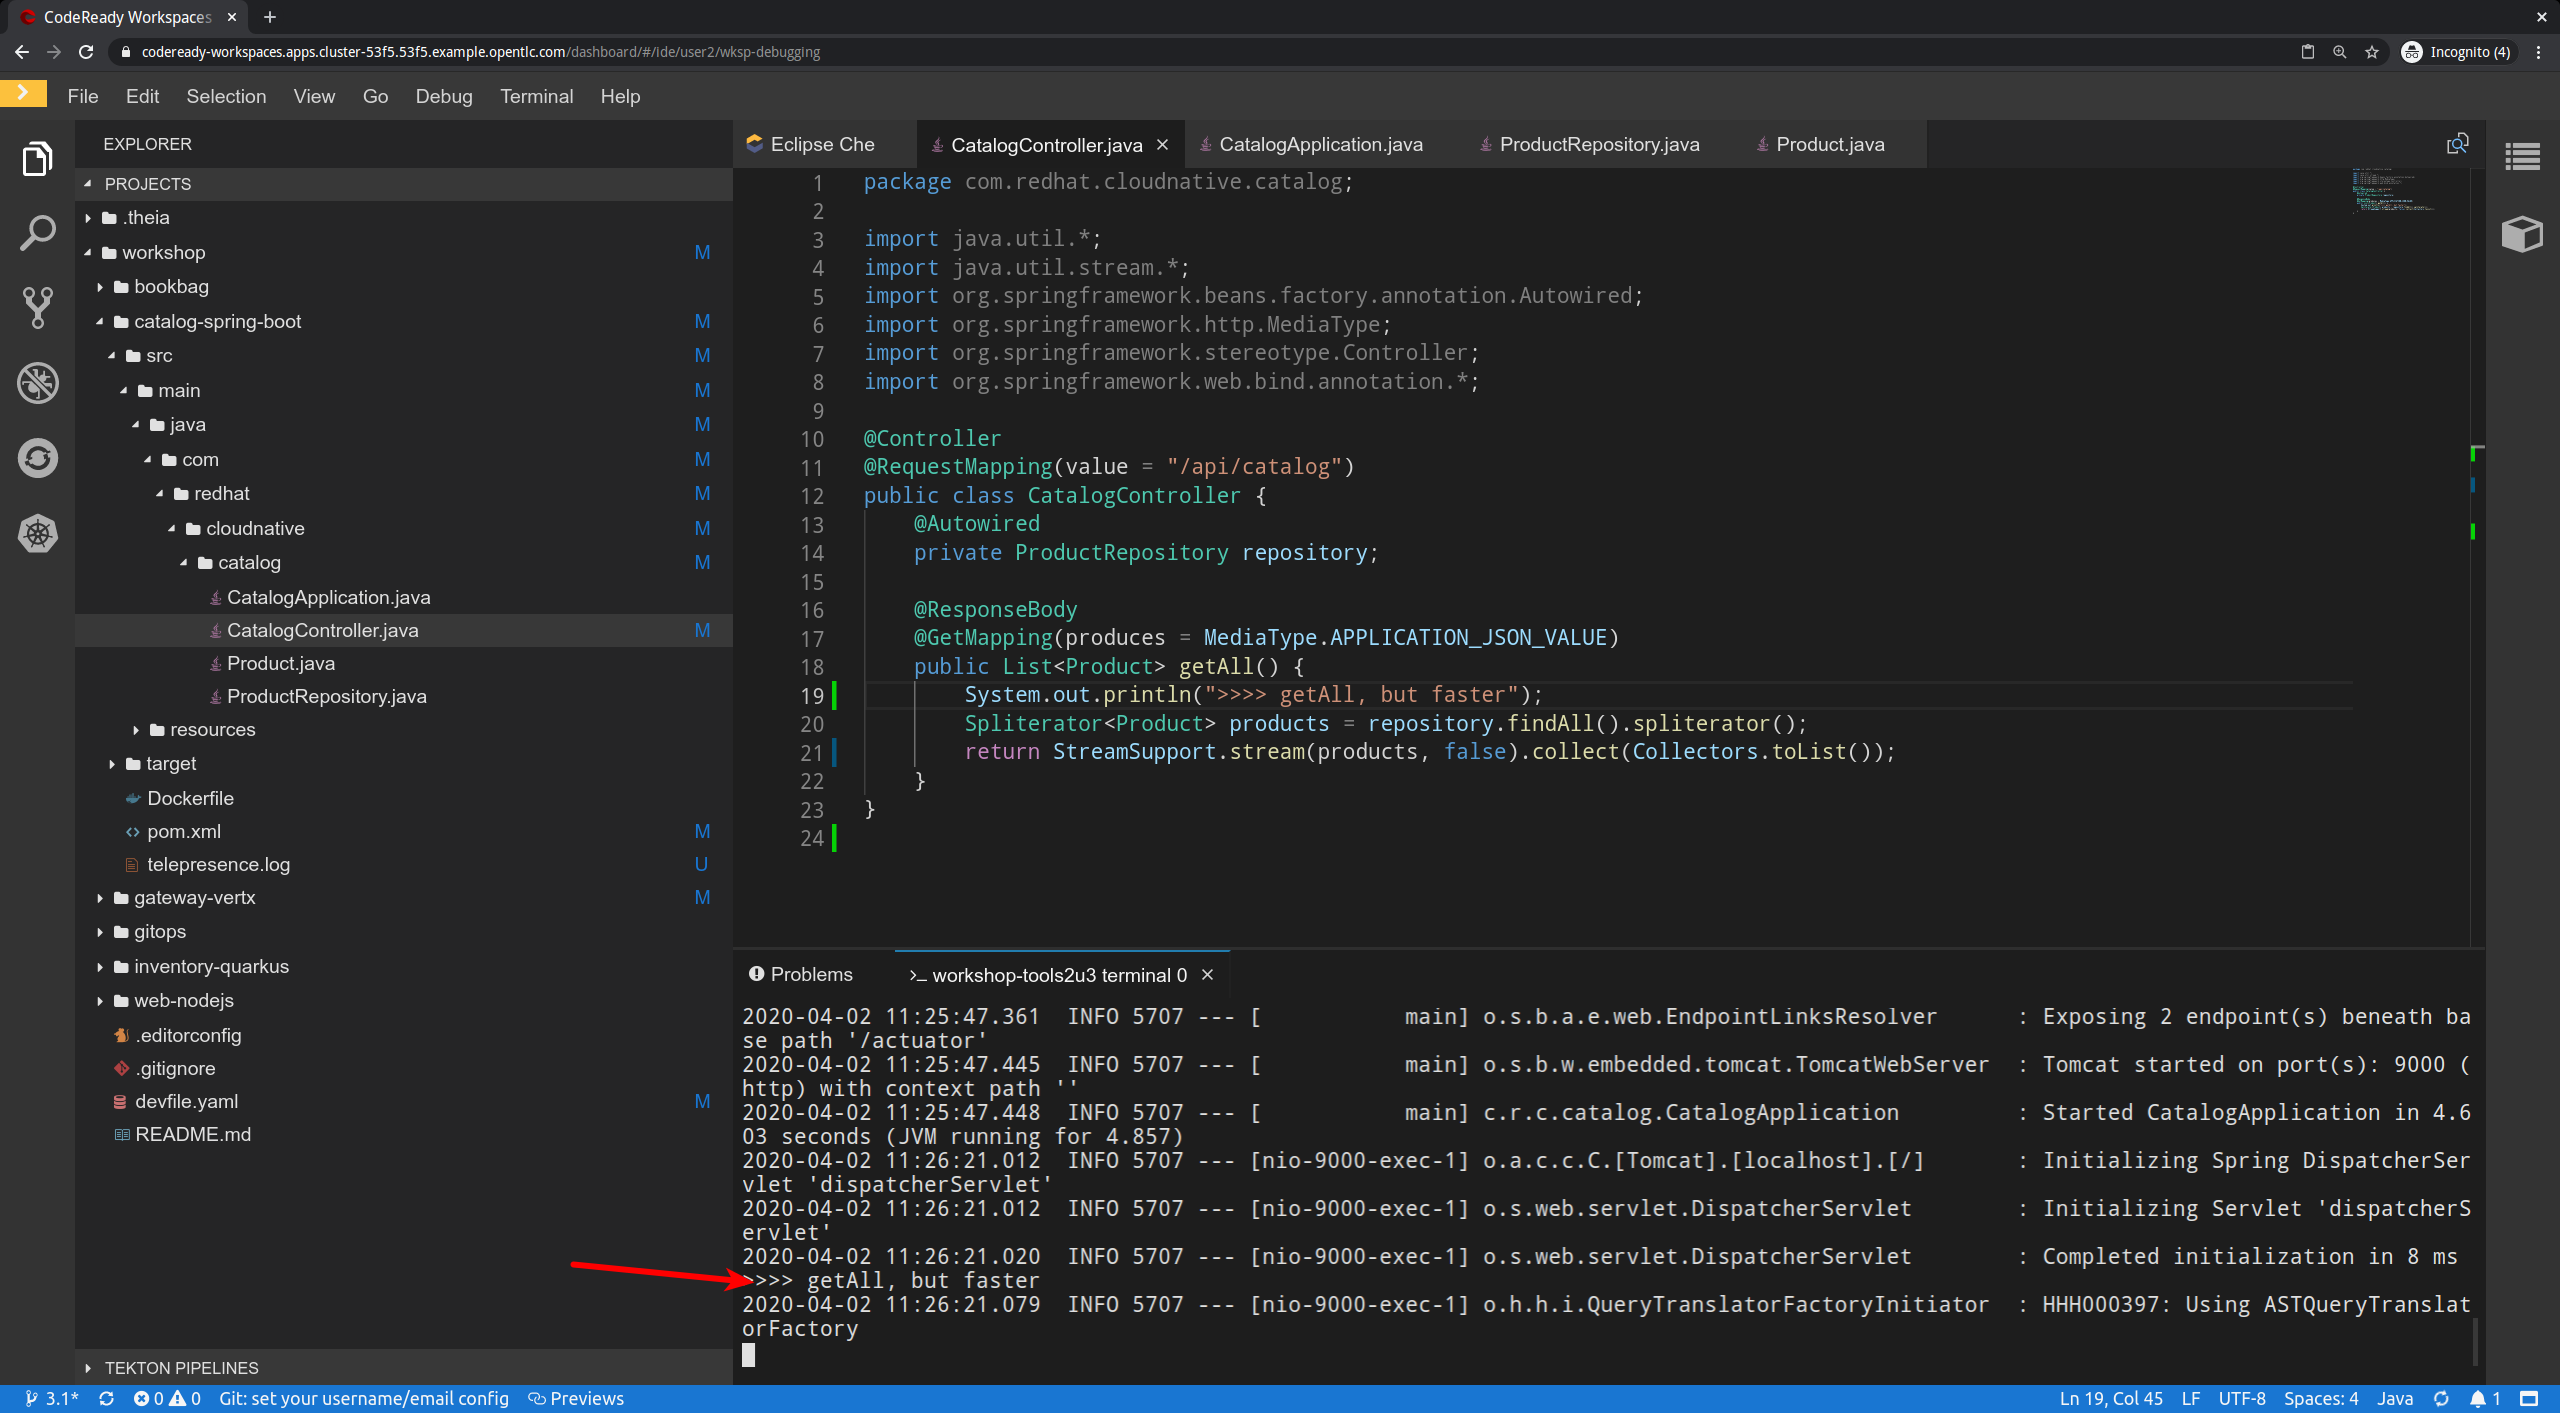 CodeReady Workspaces
codeready-workspaces.apps.cluster-53f5.53f5.example.opentlc.com/dashboard/#/ide/user2/wksp-debugging
Incognito (4)
File Edit Selection View Go Debug Terminal Help
EXPLORER
PROJECTS
.theia
workshop M
bookbag
catalog-spring-boot M
src M
main M
java M
com M
redhat M
cloudnative M
catalog M
CatalogApplication.java
CatalogController.java M
Product.java
ProductRepository.java
resources
target
Dockerfile
pom.xml M
telepresence.log U
gateway-vertx M
gitops
inventory-quarkus
web-nodejs
.editorconfig
.gitignore
devfile.yaml M
README.md
TEKTON PIPELINES
Eclipse Che CatalogController.java CatalogApplication.java ProductRepository.java Product.java
1 package com.redhat.cloudnative.catalog;
2
3 import java.util.*;
4 import java.util.stream.*;
5 import org.springframework.beans.factory.annotation.Autowired;
6 import org.springframework.http.MediaType;
7 import org.springframework.stereotype.Controller;
8 import org.springframework.web.bind.annotation.*;
9
10 @Controller
11 @RequestMapping(value = "/api/catalog")
12 public class CatalogController {
13 @Autowired
14 private ProductRepository repository;
15
16 @ResponseBody
17 @GetMapping(produces = MediaType.APPLICATION_JSON_VALUE)
18 public List<Product> getAll() {
19 System.out.println(">>>> getAll, but faster");
20 Spliterator<Product> products = repository.findAll().spliterator();
21 return StreamSupport.stream(products, false).collect(Collectors.toList());
22 }
23 }
24
Problems >_ workshop-tools2u3 terminal 0
2020-04-02 11:25:47.361  INFO 5707 --- [           main] o.s.b.a.e.web.EndpointLinksResolver      : Exposing 2 endpoint(s) beneath ba
se path '/actuator'
2020-04-02 11:25:47.445  INFO 5707 --- [           main] o.s.b.w.embedded.tomcat.TomcatWebServer  : Tomcat started on port(s): 9000 (
http) with context path ''
2020-04-02 11:25:47.448  INFO 5707 --- [           main] c.r.c.catalog.CatalogApplication         : Started CatalogApplication in 4.6
03 seconds (JVM running for 4.857)
2020-04-02 11:26:21.012  INFO 5707 --- [nio-9000-exec-1] o.a.c.c.C.[Tomcat].[localhost].[/]       : Initializing Spring DispatcherSer
vlet 'dispatcherServlet'
2020-04-02 11:26:21.012  INFO 5707 --- [nio-9000-exec-1] o.s.web.servlet.DispatcherServlet        : Initializing Servlet 'dispatcherS
ervlet'
2020-04-02 11:26:21.020  INFO 5707 --- [nio-9000-exec-1] o.s.web.servlet.DispatcherServlet        : Completed initialization in 8 ms
>>>> getAll, but faster
2020-04-02 11:26:21.079  INFO 5707 --- [nio-9000-exec-1] o.h.h.i.QueryTranslatorFactoryInitiator  : HHH000397: Using ASTQueryTranslat
orFactory
3.1* 0 0 Git: set your username/email config Previews Ln 19, Col 45 LF UTF-8 Spaces: 4 Java 1